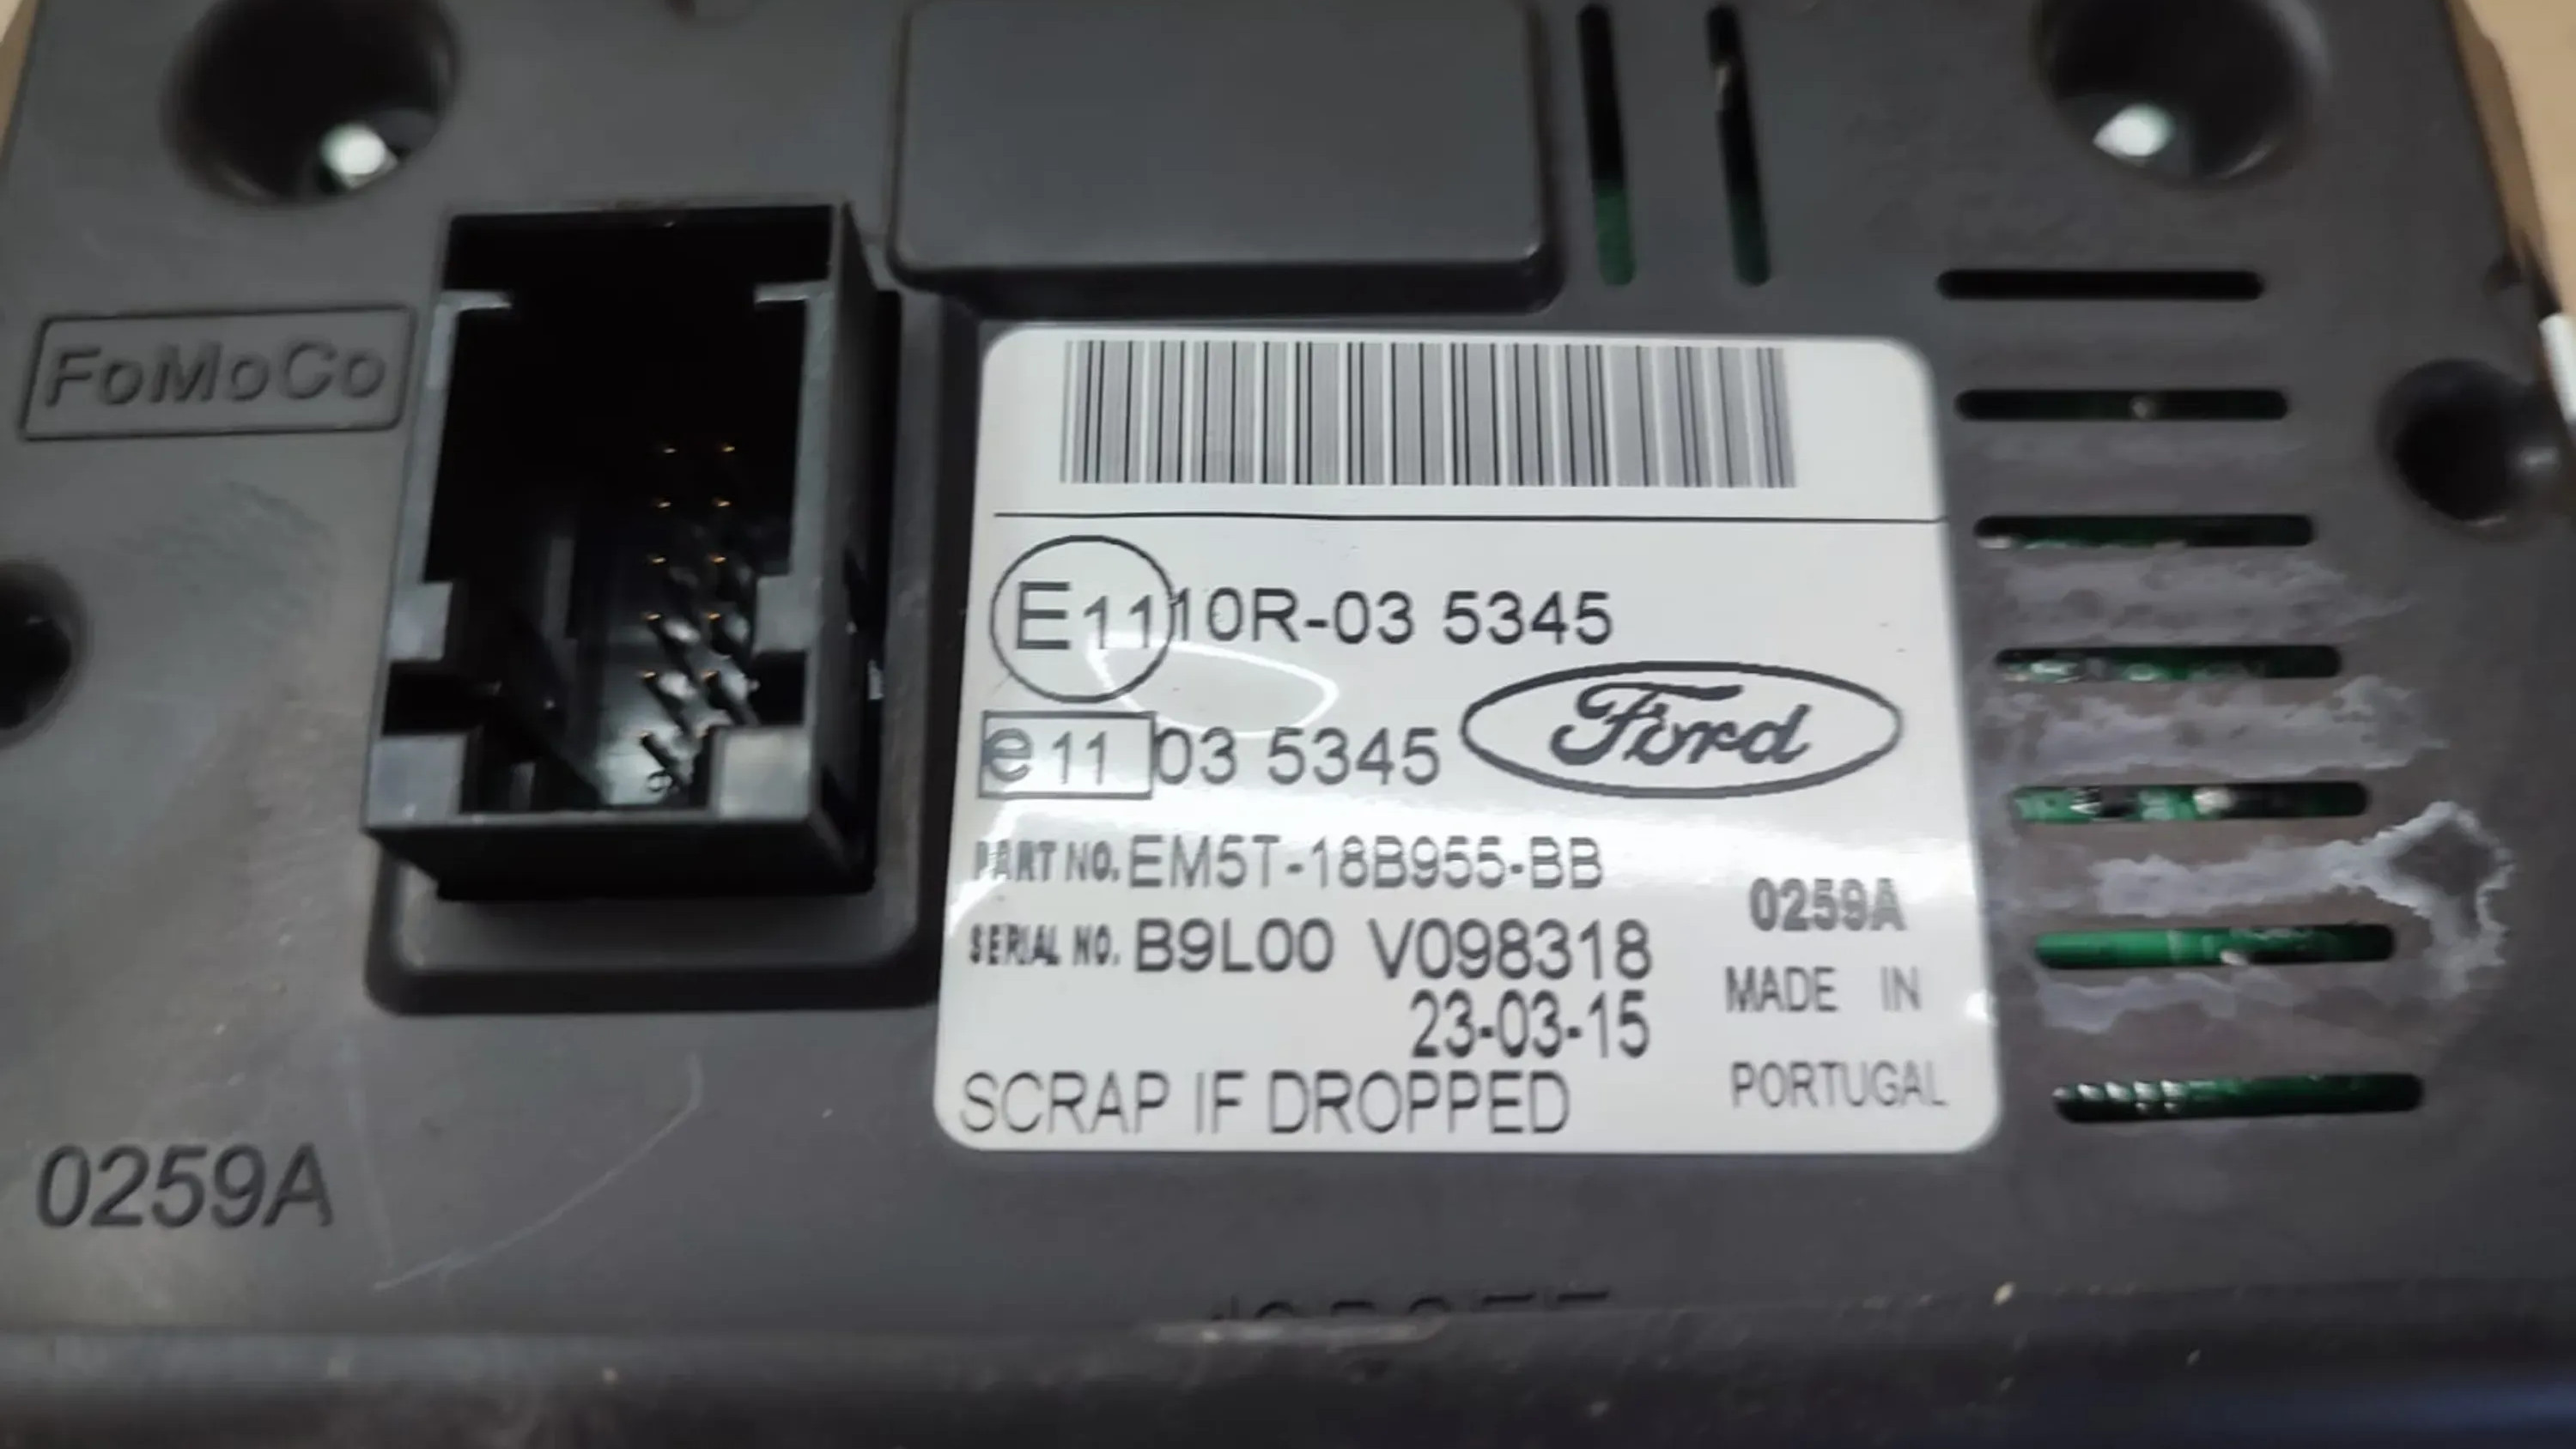 FoMoCo
E11 10R-03 5345
e11 03 5345 Ford
PART NO. EM5T-18B955-BB
0259A
SERIAL NO. B9L00 V098318
MADE IN
23-03-15
PORTUGAL
SCRAP IF DROPPED
0259A